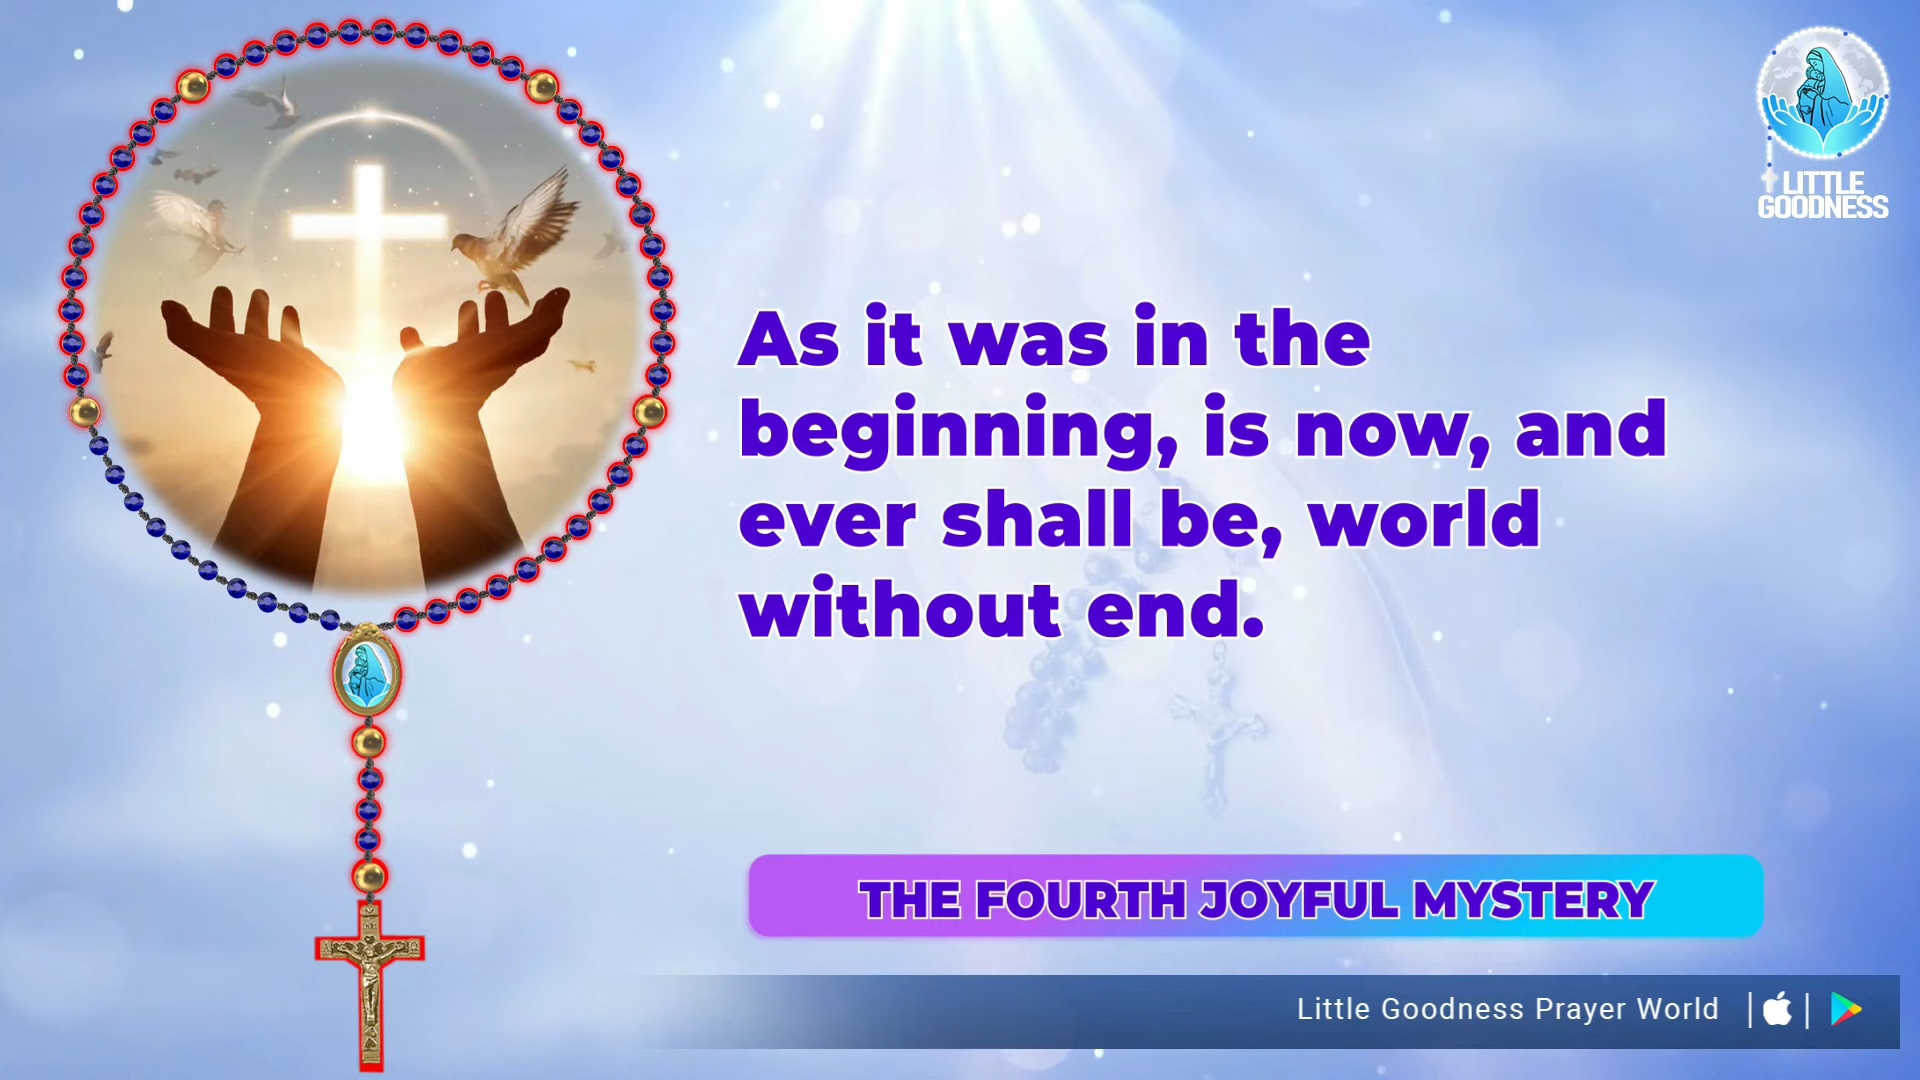 LITTLE
GOODNESS
As it was in the
beginning, is now, and
ever shall be, world
without end.
THE FOURTH JOYFUL MYSTERY
Little Goodness Prayer World